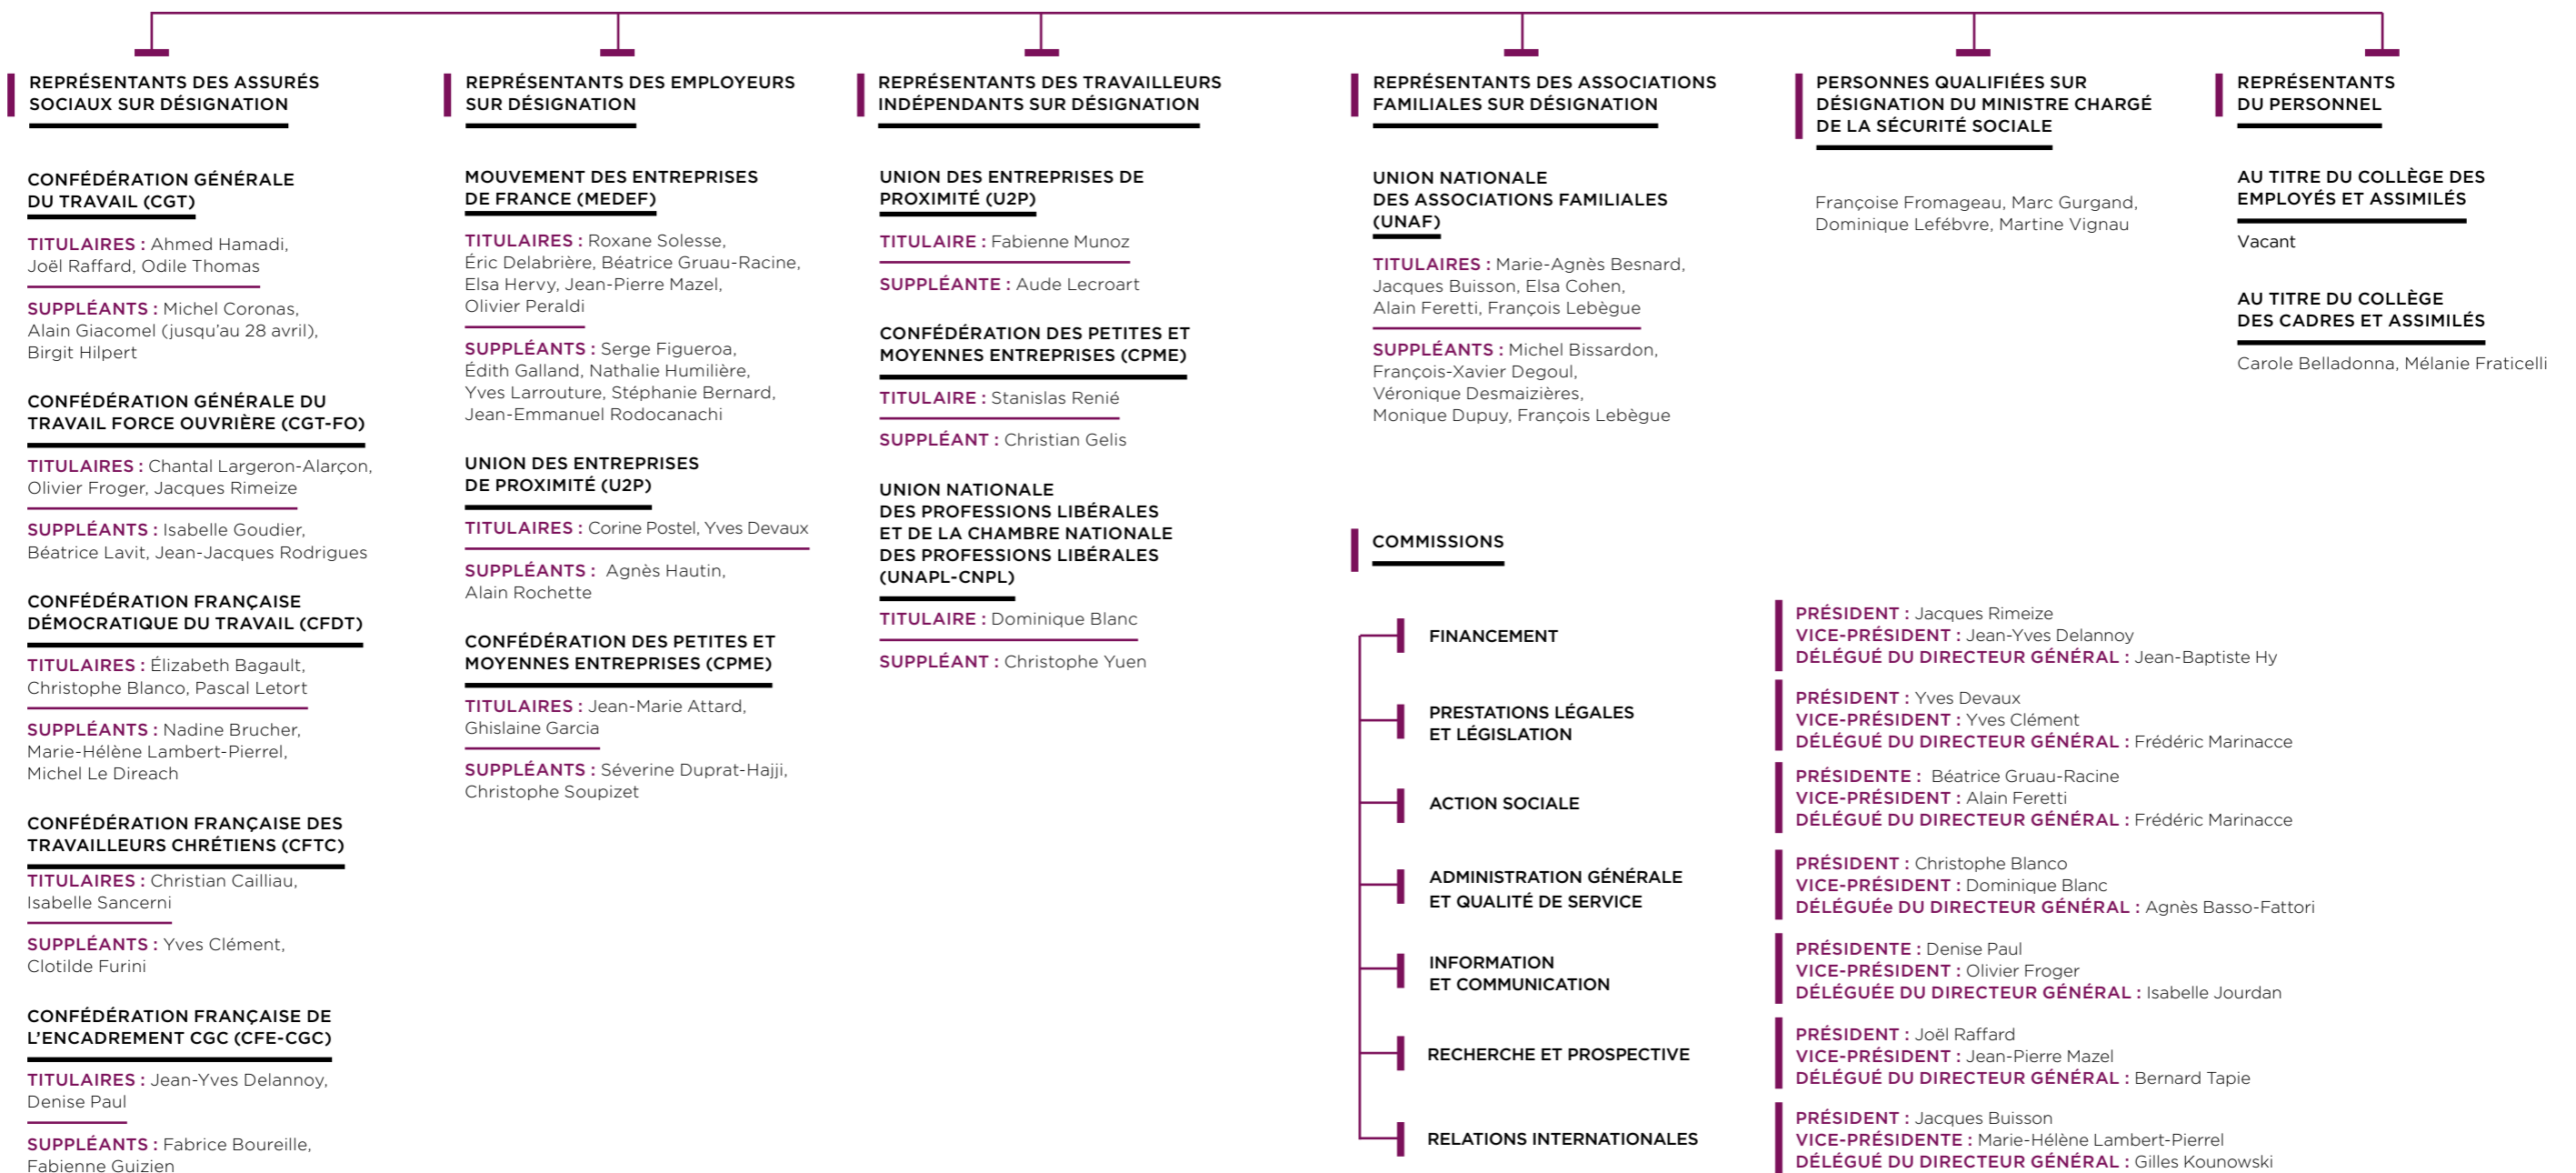 REPRÉSENTANTS DES ASSURÉS
SOCIAUX SUR DÉSIGNATION
CONFÉDÉRATION GÉNÉRALE
DU TRAVAIL (CGT)
TITULAIRES : Ahmed Hamadi,
Joël Raffard, Odile Thomas
SUPPLÉANTS : Michel Coronas,
Alain Giacomel (jusqu'au 28 avril),
Birgit Hilpert
CONFÉDÉRATION GÉNÉRALE DU
TRAVAIL FORCE OUVRIÈRE (CGT-FO)
TITULAIRES : Chantal Largeron-Alarçon,
Olivier Froger, Jacques Rimeize
SUPPLÉANTS : Isabelle Goudier,
Béatrice Lavit, Jean-Jacques Rodrigues
CONFÉDÉRATION FRANÇAISE
DÉMOCRATIQUE DU TRAVAIL (CFDT)
TITULAIRES : Élizabeth Bagault,
Christophe Blanco, Pascal Letort
SUPPLÉANTS : Nadine Brucher,
Marie-Hélène Lambert-Pierrel,
Michel Le Direach
CONFÉDÉRATION FRANÇAISE DES
TRAVAILLEURS CHRÉTIENS (CFTC)
TITULAIRES : Christian Cailliau,
Isabelle Sancerni
SUPPLÉANTS : Yves Clément,
Clotilde Furini
CONFÉDÉRATION FRANÇAISE DE
L'ENCADREMENT CGC (CFE-CGC)
TITULAIRES : Jean-Yves Delannoy,
Denise Paul
SUPPLÉANTS : Fabrice Boureille,
Fabienne Guizien
REPRÉSENTANTS DES EMPLOYEURS
SUR DÉSIGNATION
MOUVEMENT DES ENTREPRISES
DE FRANCE (MEDEF)
TITULAIRES : Roxane Solesse,
Éric Delabrière, Béatrice Gruau-Racine,
Elsa Hervy, Jean-Pierre Mazel,
Olivier Peraldi
SUPPLÉANTS : Serge Figueroa,
Édith Galland, Nathalie Humilière,
Yves Larrouture, Stéphanie Bernard,
Jean-Emmanuel Rodocanachi
UNION DES ENTREPRISES
DE PROXIMITÉ (U2P)
TITULAIRES : Corine Postel, Yves Devaux
SUPPLÉANTS : Agnès Hautin,
Alain Rochette
CONFÉDÉRATION DES PETITES ET
MOYENNES ENTREPRISES (CPME)
TITULAIRES : Jean-Marie Attard,
Ghislaine Garcia
SUPPLÉANTS : Séverine Duprat-Hajji,
Christophe Soupizet
REPRÉSENTANTS DES TRAVAILLEURS
INDÉPENDANTS SUR DÉSIGNATION
UNION DES ENTREPRISES DE
PROXIMITÉ (U2P)
TITULAIRE : Fabienne Munoz
SUPPLÉANTE : Aude Lecroart
CONFÉDÉRATION DES PETITES ET
MOYENNES ENTREPRISES (CPME)
TITULAIRE : Stanislas Renié
SUPPLÉANT : Christian Gelis
UNION NATIONALE
DES PROFESSIONS LIBÉRALES
ET DE LA CHAMBRE NATIONALE
DES PROFESSIONS LIBÉRALES
(UNAPL-CNPL)
TITULAIRE : Dominique Blanc
SUPPLÉANT : Christophe Yuen
REPRÉSENTANTS DES ASSOCIATIONS
FAMILIALES SUR DÉSIGNATION
UNION NATIONALE
DES ASSOCIATIONS FAMILIALES
(UNAF)
TITULAIRES : Marie-Agnès Besnard,
Jacques Buisson, Elsa Cohen,
Alain Feretti, François Lebègue
SUPPLÉANTS : Michel Bissardon,
François-Xavier Degoul,
Véronique Desmaizières,
Monique Dupuy, François Lebègue
PERSONNES QUALIFIÉES SUR
DÉSIGNATION DU MINISTRE CHARGÉ
DE LA SÉCURITÉ SOCIALE
Françoise Fromageau, Marc Gurgand,
Dominique Lefébvre, Martine Vignau
REPRÉSENTANTS
DU PERSONNEL
AU TITRE DU COLLÈGE DES
EMPLOYÉS ET ASSIMILÉS
Vacant
AU TITRE DU COLLÈGE
DES CADRES ET ASSIMILÉS
Carole Belladonna, Mélanie Fraticelli
COMMISSIONS
FINANCEMENT
PRÉSIDENT : Jacques Rimeize
VICE-PRÉSIDENT : Jean-Yves Delannoy
DÉLÉGUÉ DU DIRECTEUR GÉNÉRAL : Jean-Baptiste Hy
PRESTATIONS LÉGALES
ET LÉGISLATION
PRÉSIDENT : Yves Devaux
VICE-PRÉSIDENT : Yves Clément
DÉLÉGUÉ DU DIRECTEUR GÉNÉRAL : Frédéric Marinacce
ACTION SOCIALE
PRÉSIDENTE : Béatrice Gruau-Racine
VICE-PRÉSIDENT : Alain Feretti
DÉLÉGUÉ DU DIRECTEUR GÉNÉRAL : Frédéric Marinacce
ADMINISTRATION GÉNÉRALE
ET QUALITÉ DE SERVICE
PRÉSIDENT : Christophe Blanco
VICE-PRÉSIDENT : Dominique Blanc
DÉLÉGUÉe DU DIRECTEUR GÉNÉRAL : Agnès Basso-Fattori
INFORMATION
ET COMMUNICATION
PRÉSIDENTE : Denise Paul
VICE-PRÉSIDENT : Olivier Froger
DÉLÉGUÉE DU DIRECTEUR GÉNÉRAL : Isabelle Jourdan
RECHERCHE ET PROSPECTIVE
PRÉSIDENT : Joël Raffard
VICE-PRÉSIDENT : Jean-Pierre Mazel
DÉLÉGUÉ DU DIRECTEUR GÉNÉRAL : Bernard Tapie
RELATIONS INTERNATIONALES
PRÉSIDENT : Jacques Buisson
VICE-PRÉSIDENTE : Marie-Hélène Lambert-Pierrel
DÉLÉGUÉ DU DIRECTEUR GÉNÉRAL : Gilles Kounowski